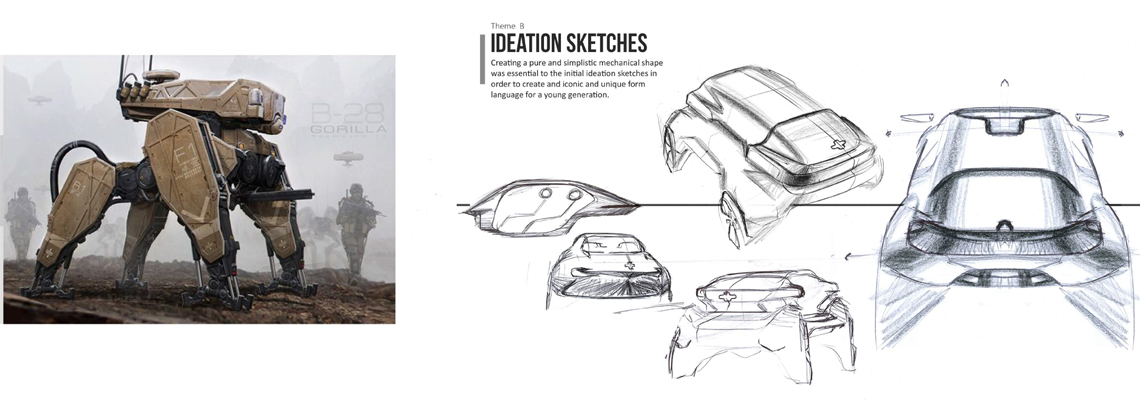 B-28
GORILLA
E1
Theme B
IDEATION SKETCHES
Creating a pure and simplistic mechanical shape
was essential to the initial ideation sketches in
order to create and iconic and unique form
language for a young generation.